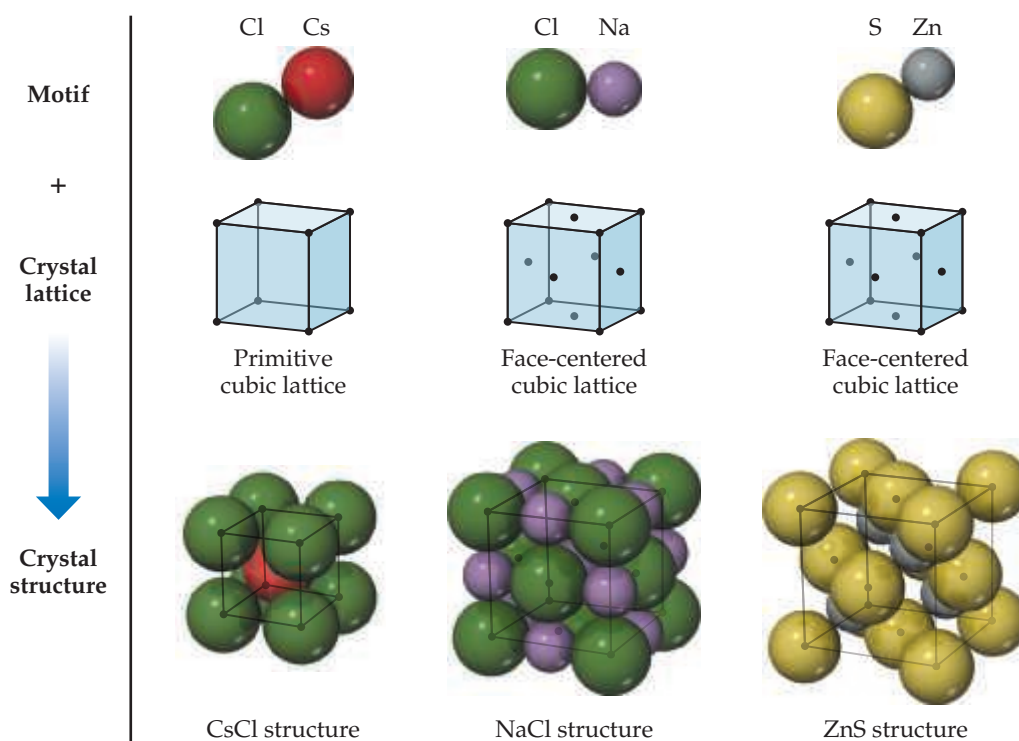 Cl Cs
Cl Na
S Zn
Motif
+
Crystal
lattice
Primitive
cubic lattice
Face-centered
cubic lattice
Face-centered
cubic lattice
Crystal
structure
CsCl structure
NaCl structure
ZnS structure